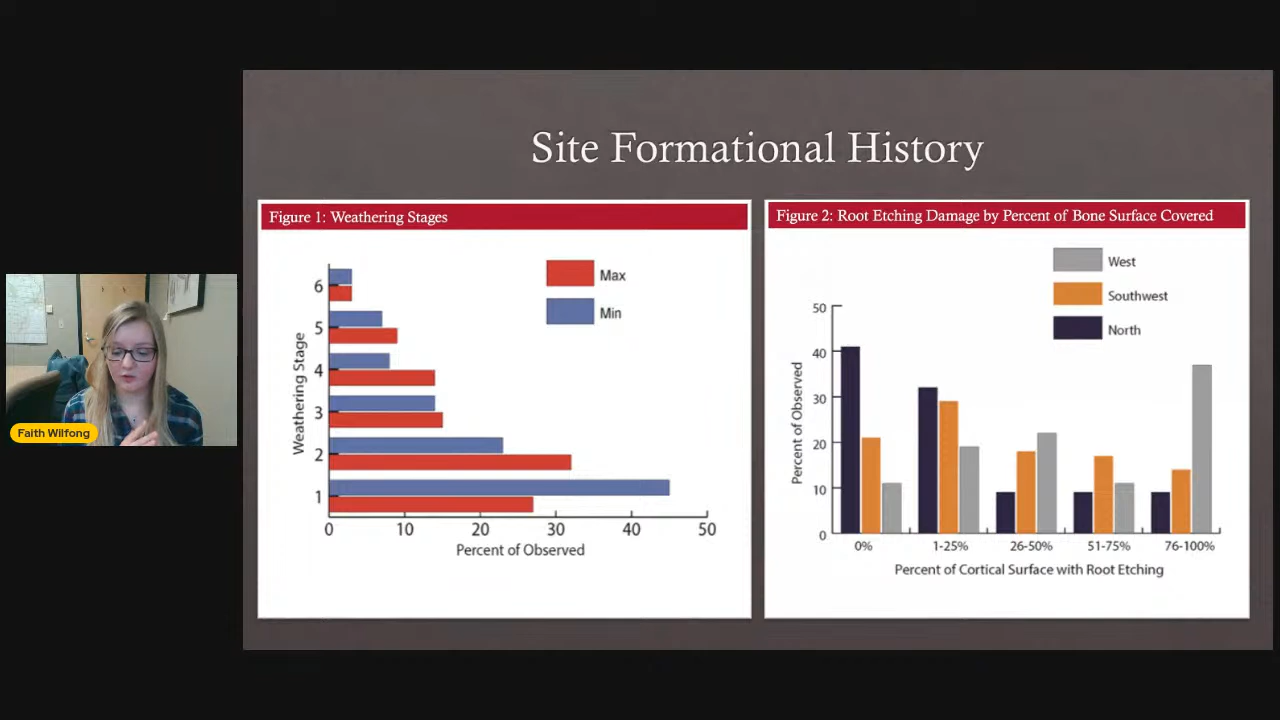 Site Formational History
Figure 1: Weathering Stages
Max
Min
Weathering Stage
6
5
4
3
2
1
0 10 20 30 40 50
Percent of Observed
Figure 2: Root Etching Damage by Percent of Bone Surface Covered
West
Southwest
North
Percent of Observed
50
40
30
20
10
0
0% 1-25% 26-50% 51-75% 76-100%
Percent of Cortical Surface with Root Etching
Faith Wilfong